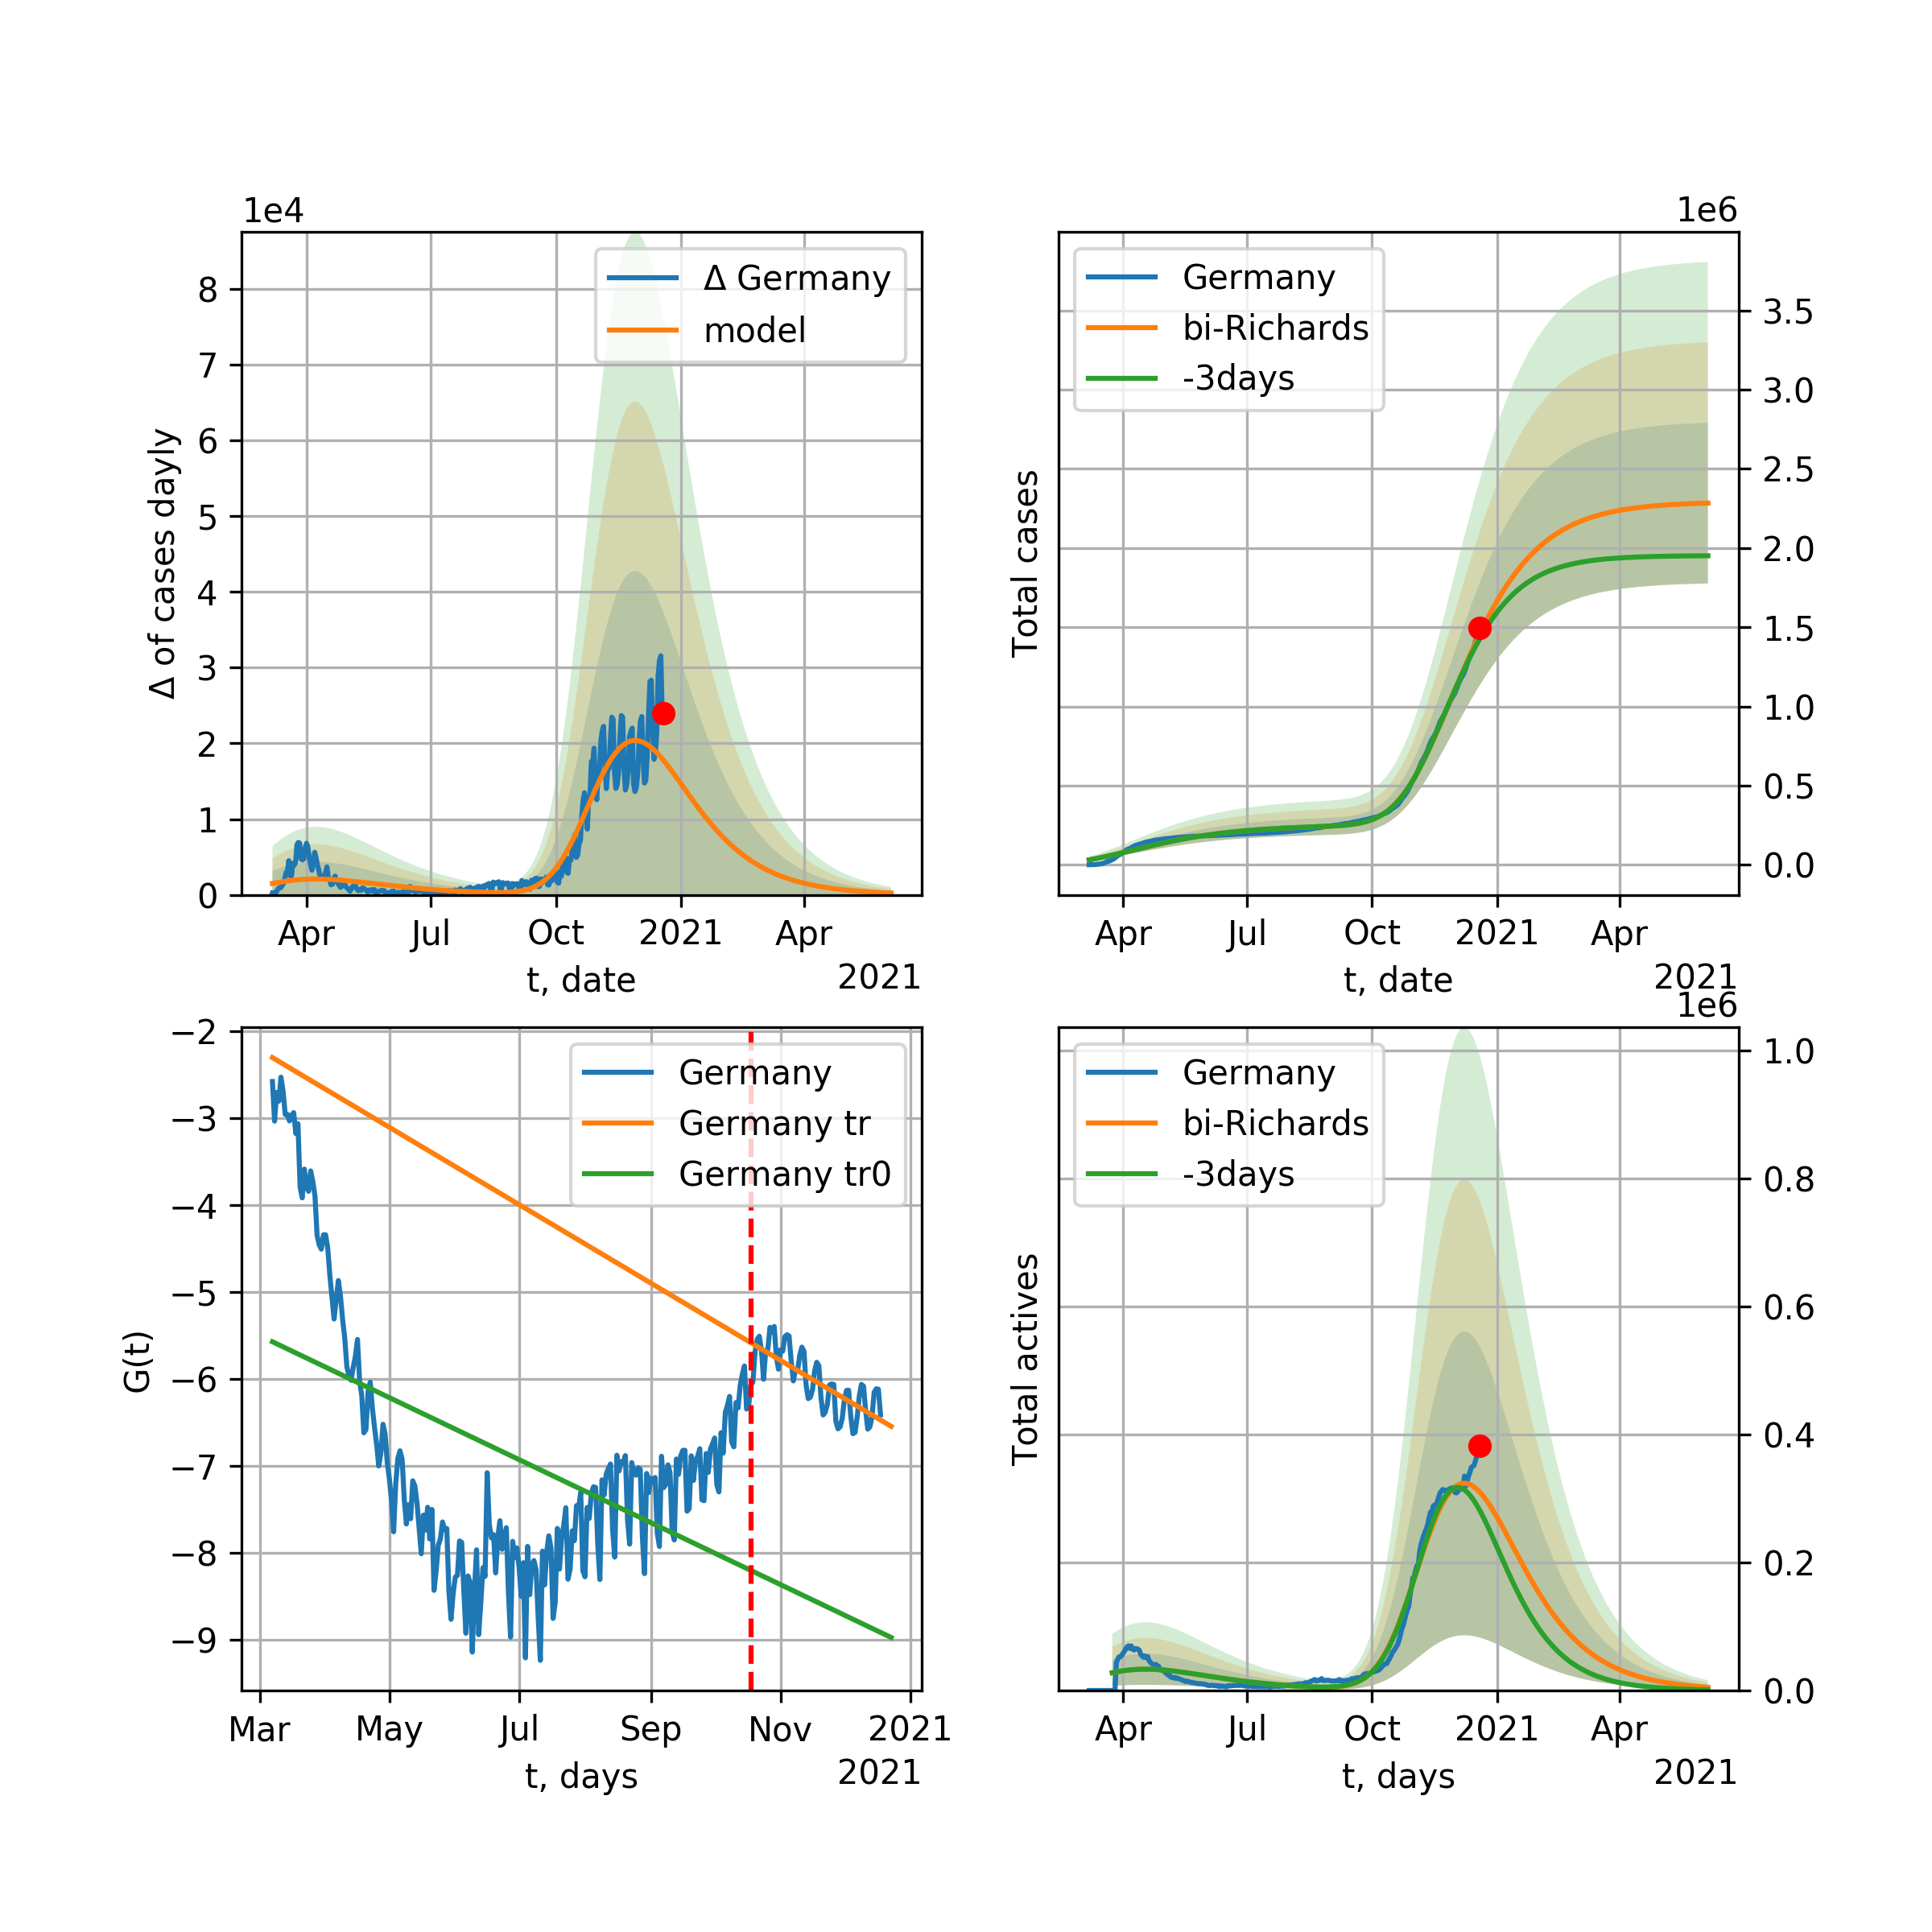 1e4
8
7
6
5
4
3
2
1
0
Δ of cases dayly
Δ Germany
model
Apr
Jul
Oct
2021
Apr
t, date
2021
1e6
Total cases
Germany
bi-Richards
-3days
3.5
3.0
2.5
2.0
1.5
1.0
0.5
0.0
Apr
Jul
Oct
2021
Apr
t, date
2021
−2
−3
−4
−5
−6
−7
−8
−9
G(t)
Germany
Germany tr
Germany tr0
Mar
May
Jul
Sep
Nov
2021
t, days
2021
1e6
Total actives
Germany
bi-Richards
-3days
1.0
0.8
0.6
0.4
0.2
0.0
Apr
Jul
Oct
2021
Apr
t, days
2021